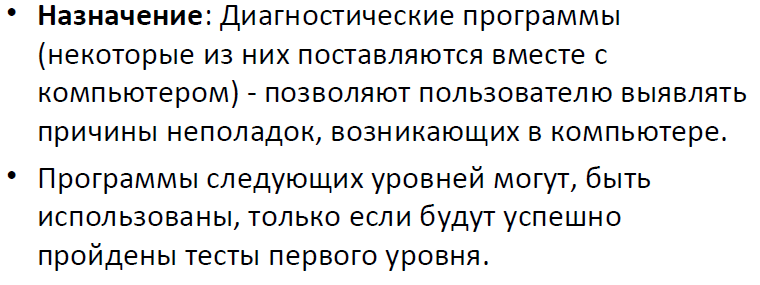 • Назначение: Диагностические программы
(некоторые из них поставляются вместе с
компьютером) - позволяют пользователю выявлять
причины неполадок, возникающих в компьютере.
• Программы следующих уровней могут, быть
использованы, только если будут успешно
пройдены тесты первого уровня.